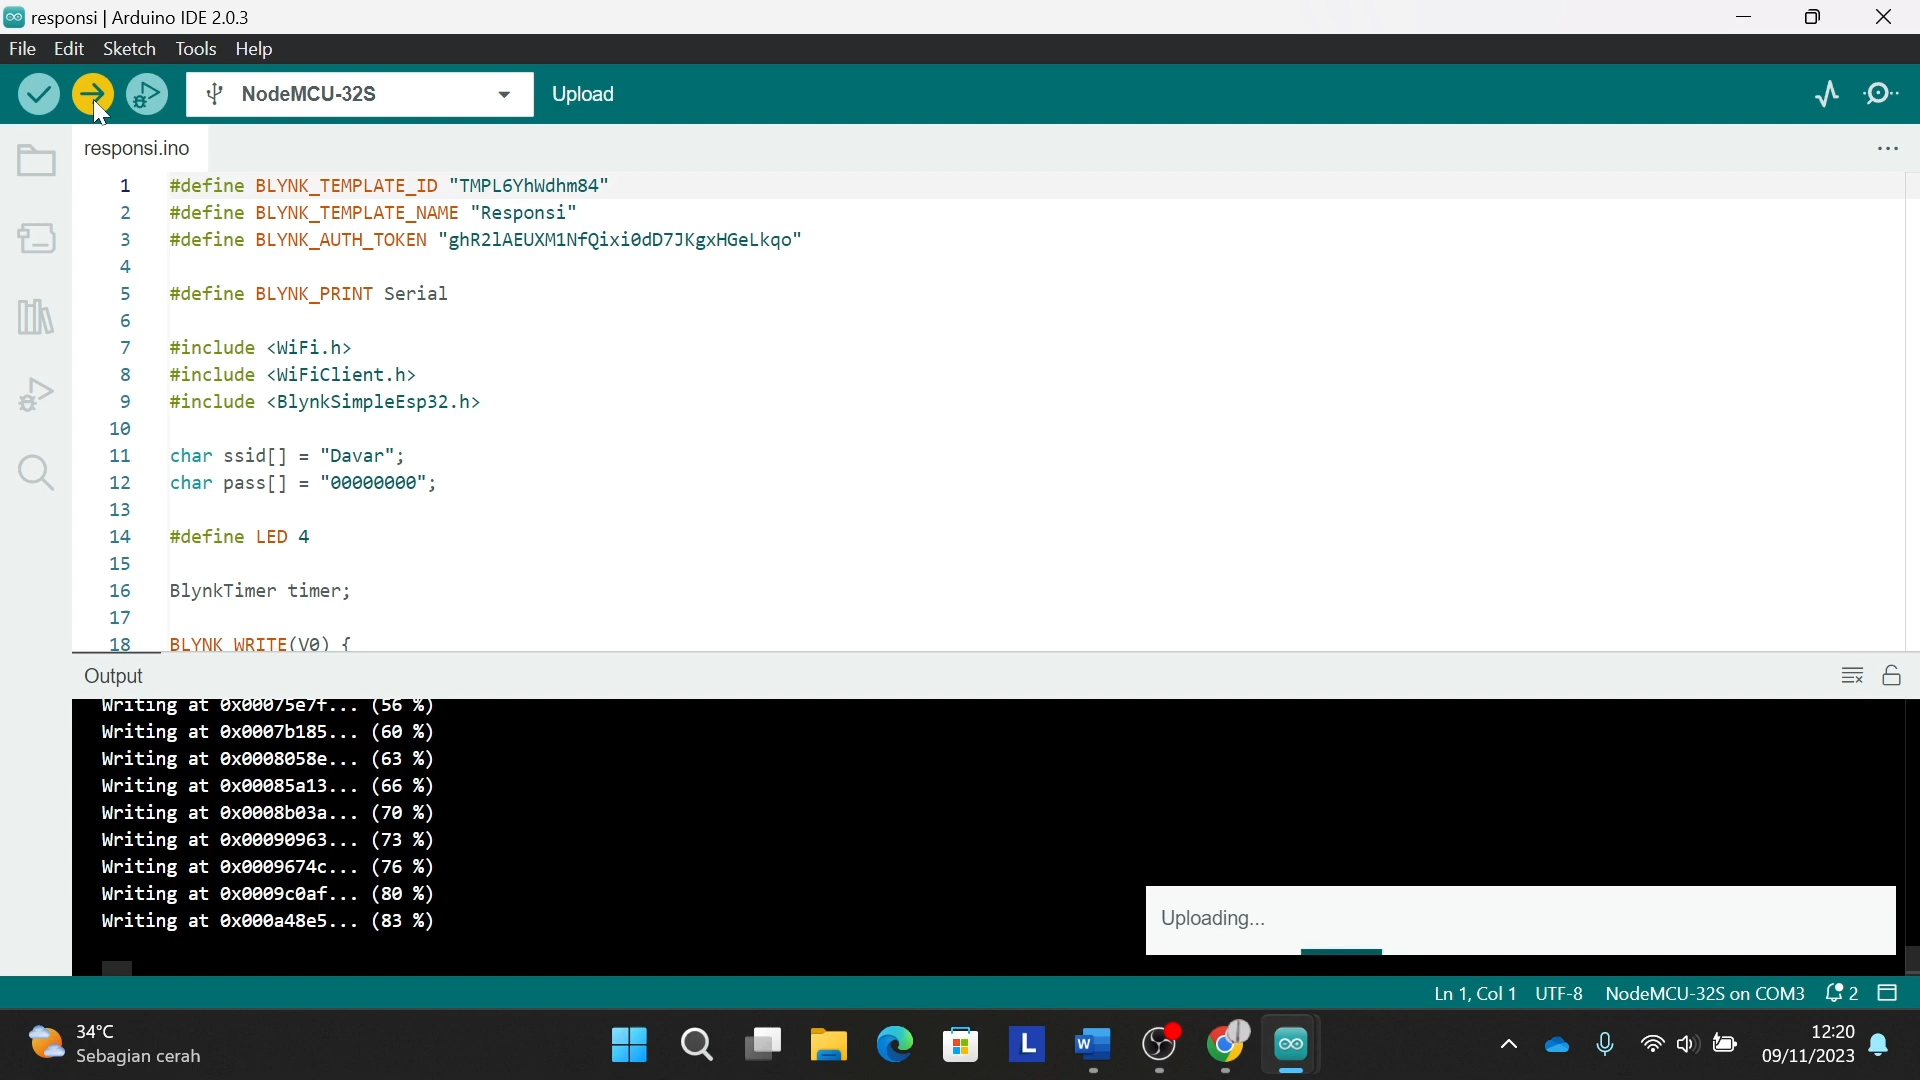 responsi | Arduino IDE 2.0.3
File Edit Sketch Tools Help
NodeMCU-32S Upload
responsi.ino
1 #define BLYNK_TEMPLATE_ID "TMPL6YhWdhm84"
2 #define BLYNK_TEMPLATE_NAME "Responsi"
3 #define BLYNK_AUTH_TOKEN "ghR2lAEUXM1NfQixi0dD7JKgxHGeLkqo"
4
5 #define BLYNK_PRINT Serial
6
7 #include <WiFi.h>
8 #include <WiFiClient.h>
9 #include <BlynkSimpleEsp32.h>
10
11 char ssid[] = "Davar";
12 char pass[] = "00000000";
13
14 #define LED 4
15
16 BlynkTimer timer;
17
18 BLYNK_WRITE(V0) {
Output
Writing at 0x00075e7f... (56 %)
Writing at 0x0007b185... (60 %)
Writing at 0x0008058e... (63 %)
Writing at 0x00085a13... (66 %)
Writing at 0x0008b03a... (70 %)
Writing at 0x00090963... (73 %)
Writing at 0x0009674c... (76 %)
Writing at 0x0009c0af... (80 %)
Writing at 0x000a48e5... (83 %)
Uploading...
Ln 1, Col 1 UTF-8 NodeMCU-32S on COM3 2
34°C
Sebagian cerah
L
W
12:20
09/11/2023